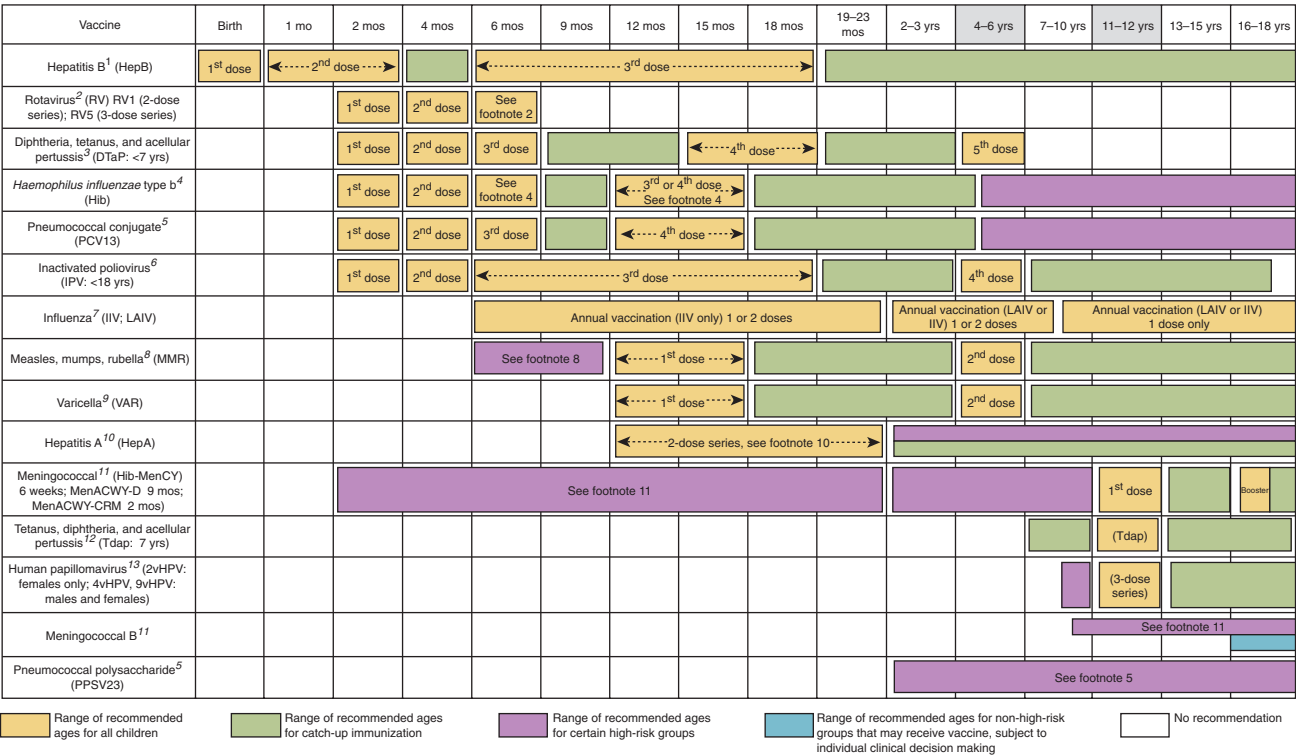 Vaccine Birth 1 mo 2 mos 4 mos 6 mos 9 mos 12 mos 15 mos 18 mos 19–23 mos 2–3 yrs 4–6 yrs 7–10 yrs 11–12 yrs 13–15 yrs 16–18 yrs
Hepatitis B1 (HepB)
1st dose
2nd dose
3rd dose
Rotavirus2 (RV) RV1 (2-dose
series); RV5 (3-dose series)
1st dose
2nd dose
See
footnote 2
Diphtheria, tetanus, and acellular
pertussis3 (DTaP: <7 yrs)
1st dose
2nd dose
3rd dose
4th dose
5th dose
Haemophilus influenzae type b4
(Hib)
1st dose
2nd dose
See
footnote 4
3rd or 4th dose
See footnote 4
Pneumococcal conjugate5
(PCV13)
1st dose
2nd dose
3rd dose
4th dose
Inactivated poliovirus6
(IPV: <18 yrs)
1st dose
2nd dose
3rd dose
4th dose
Influenza7 (IIV; LAIV)
Annual vaccination (IIV only) 1 or 2 doses
Annual vaccination (LAIV or
IIV) 1 or 2 doses
Annual vaccination (LAIV or IIV)
1 dose only
Measles, mumps, rubella8 (MMR)
See footnote 8
1st dose
2nd dose
Varicella9 (VAR)
1st dose
2nd dose
Hepatitis A10 (HepA)
2-dose series, see footnote 10
Meningococcal11 (Hib-MenCY)
6 weeks; MenACWY-D 9 mos;
MenACWY-CRM 2 mos)
See footnote 11
1st dose
Booster
Tetanus, diphtheria, and acellular
pertussis12 (Tdap: 7 yrs)
(Tdap)
Human papillomavirus13 (2vHPV:
females only; 4vHPV, 9vHPV:
males and females)
(3-dose
series)
Meningococcal B11
See footnote 11
Pneumococcal polysaccharide5
(PPSV23)
See footnote 5
Range of recommended
ages for all children
Range of recommended ages
for catch-up immunization
Range of recommended ages
for certain high-risk groups
Range of recommended ages for non-high-risk
groups that may receive vaccine, subject to
individual clinical decision making
No recommendation